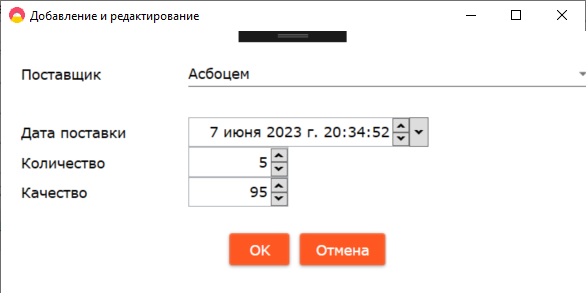 Добавление и редактирование
Поставщик Асбоцем
Дата поставки 7 июня 2023 г. 20:34:52
Количество 5
Качество 95
OK Отмена